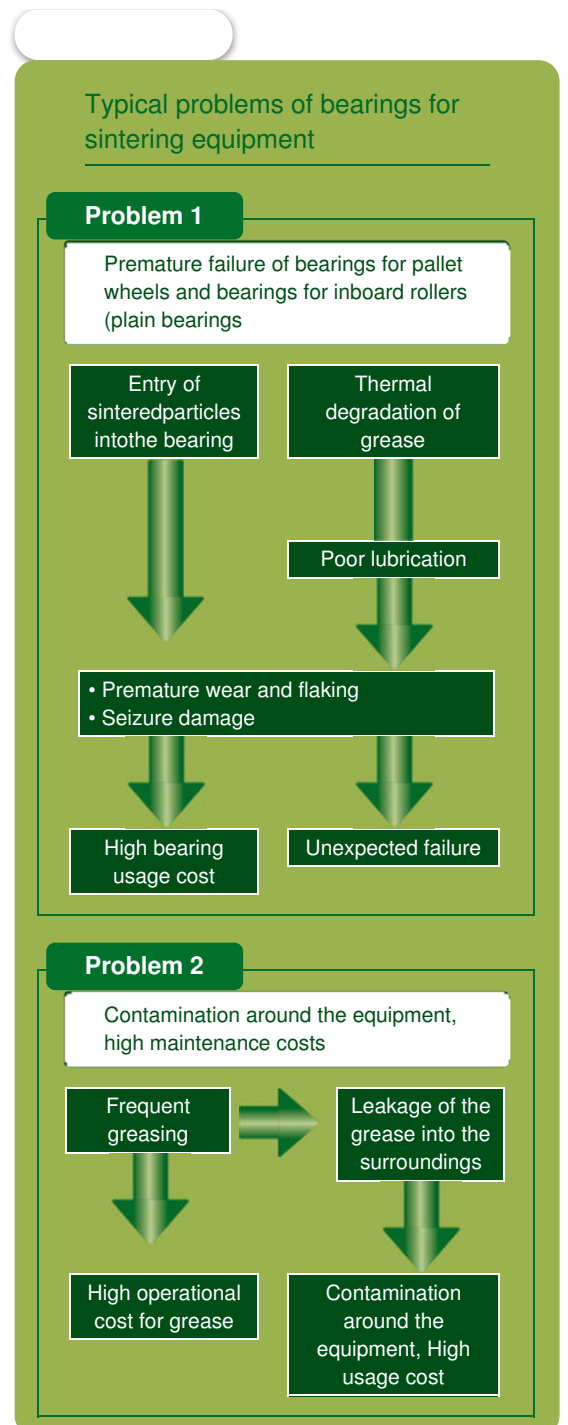 Typical problems of bearings for
sintering equipment
Problem 1
Premature failure of bearings for pallet
wheels and bearings for inboard rollers
(plain bearings
Entry of
sinteredparticles
intothe bearing
Thermal
degradation of
grease
Poor lubrication
• Premature wear and flaking
• Seizure damage
High bearing
usage cost
Unexpected failure
Problem 2
Contamination around the equipment,
high maintenance costs
Frequent
greasing
Leakage of the
grease into the
surroundings
High operational
cost for grease
Contamination
around the
equipment, High
usage cost